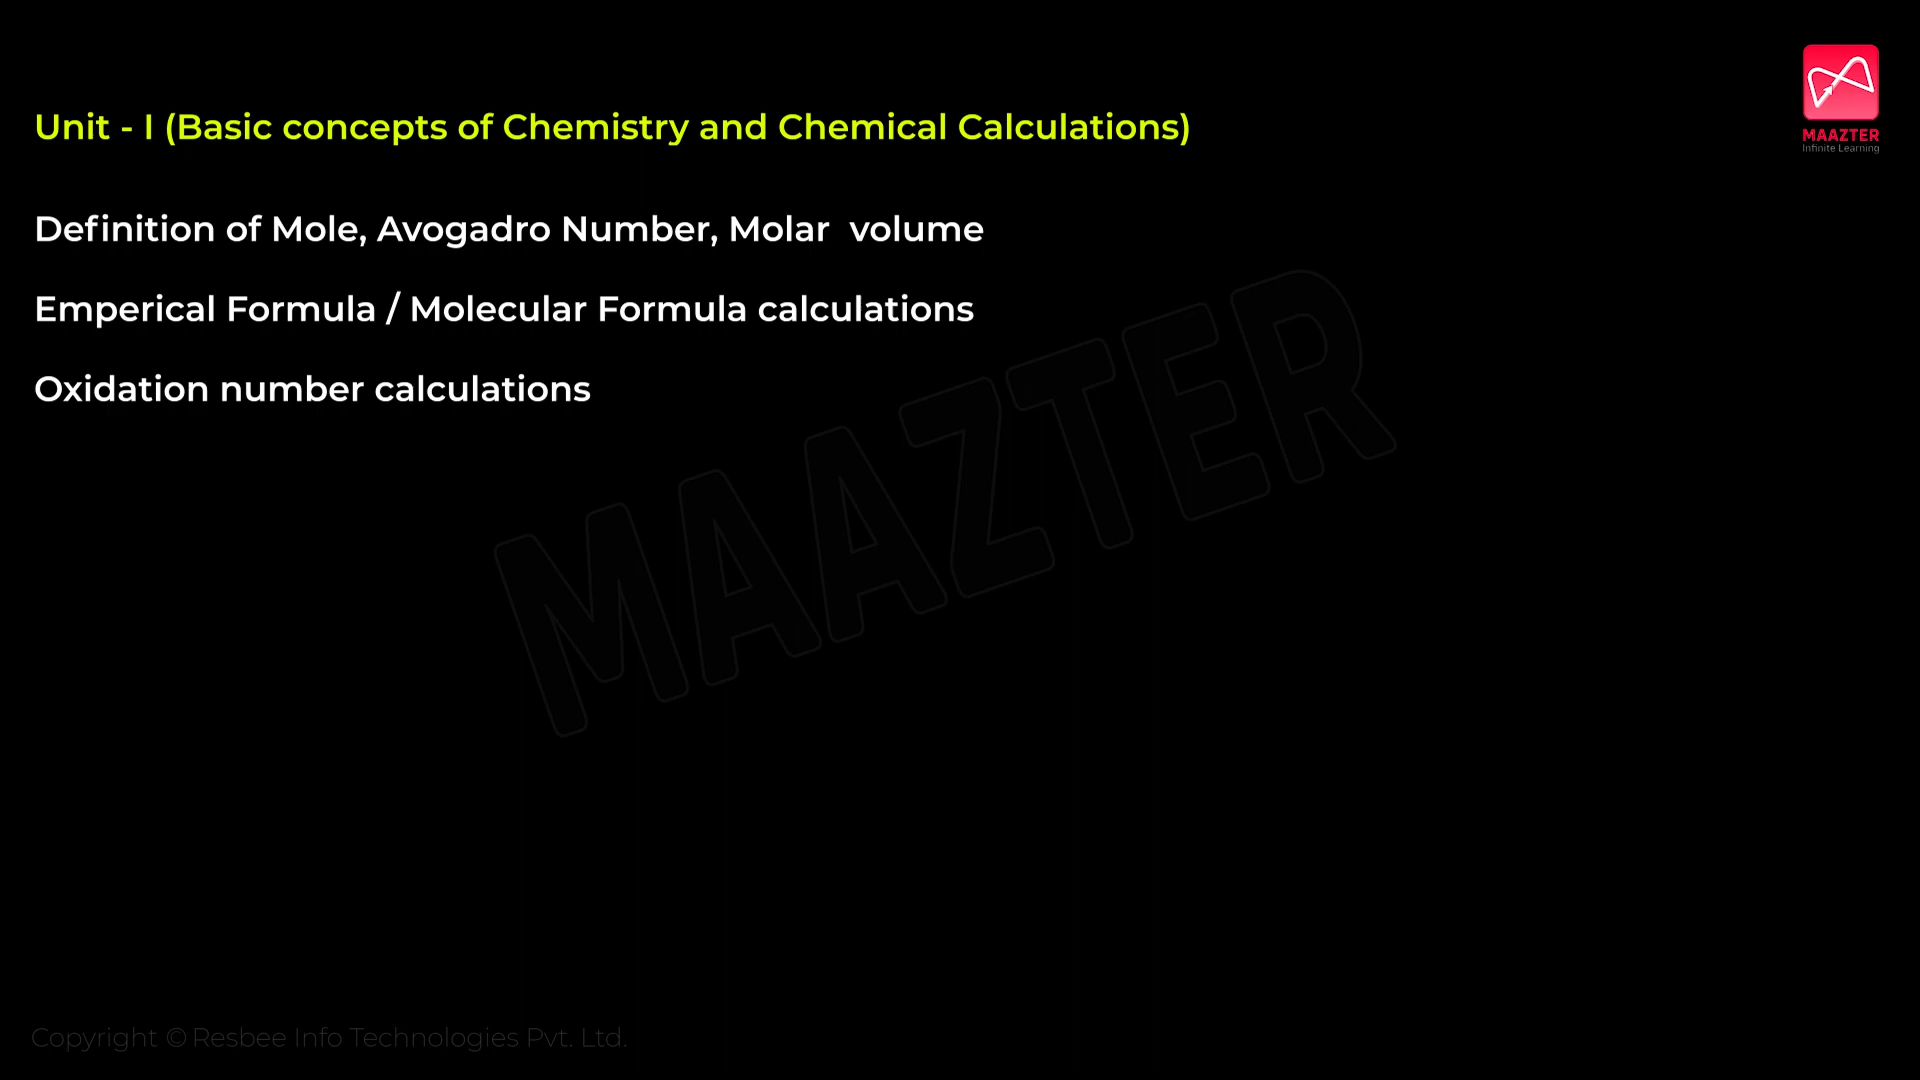 Unit - I (Basic concepts of Chemistry and Chemical Calculations)
MAAZTER
Infinite Learning
Definition of Mole, Avogadro Number, Molar  volume
Emperical Formula / Molecular Formula calculations
Oxidation number calculations
MAAZTER
Copyright © Resbee Info Technologies Pvt. Ltd.